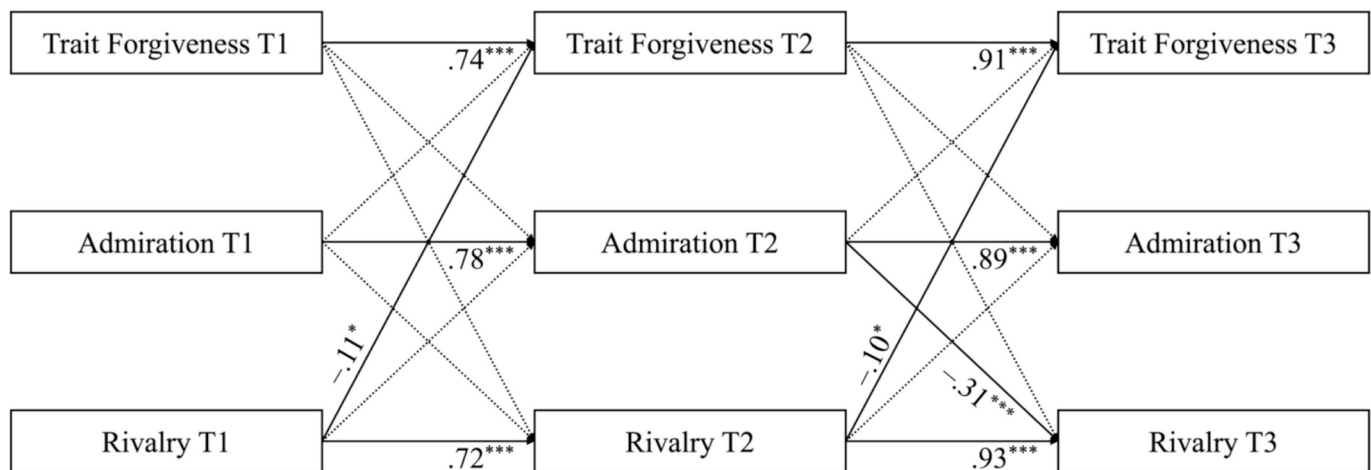 Trait Forgiveness T1
Trait Forgiveness T2
Trait Forgiveness T3
.74***
.91***
Admiration T1
Admiration T2
Admiration T3
.78***
.89***
–.11*
–.10*
–.31***
Rivalry T1
Rivalry T2
Rivalry T3
.72***
.93***